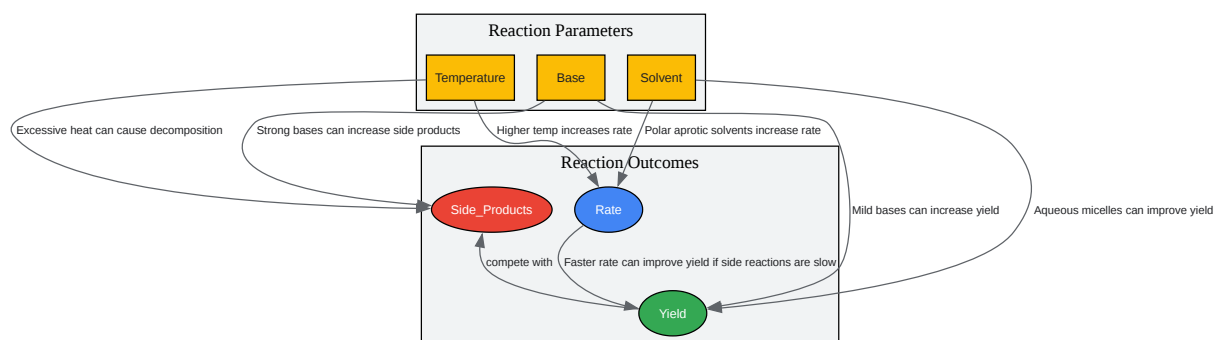 Reaction Parameters
Temperature
Base
Solvent
Excessive heat can cause decomposition
Strong bases can increase side products
Higher temp increases rate
Polar aprotic solvents increase rate
Reaction Outcomes
Side_Products
Rate
Mild bases can increase yield
Aqueous micelles can improve yield
compete with
Faster rate can improve yield if side reactions are slow
Yield